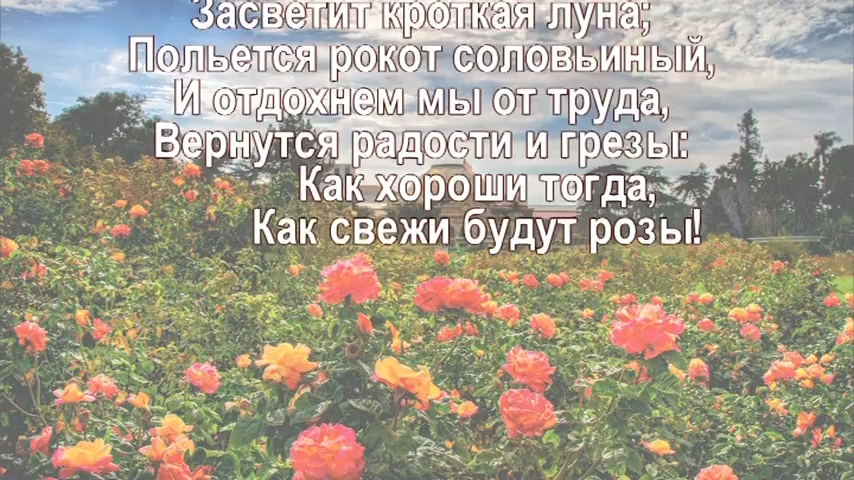 Засветит кроткая луна;
Польется рокот соловьиный,
И отдохнем мы от труда,
Вернутся радости и грезы:
Как хороши тогда,
Как свежи будут розы!